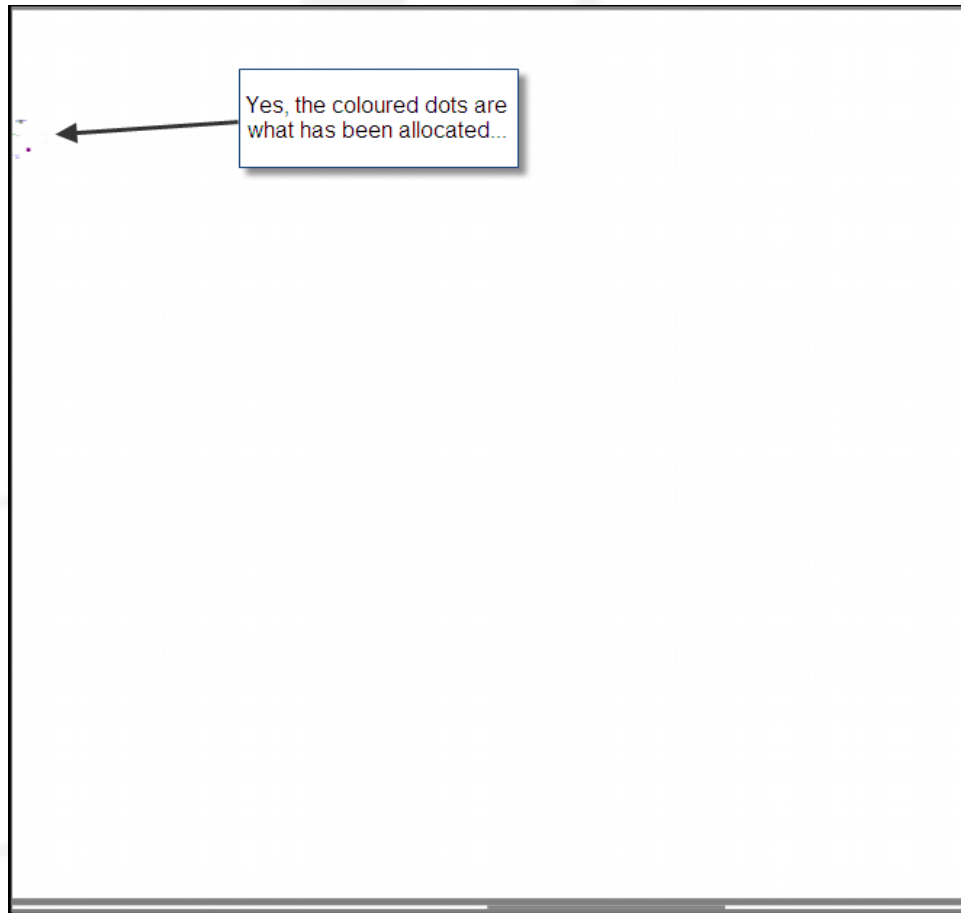 Yes, the coloured dots are
what has been allocated...